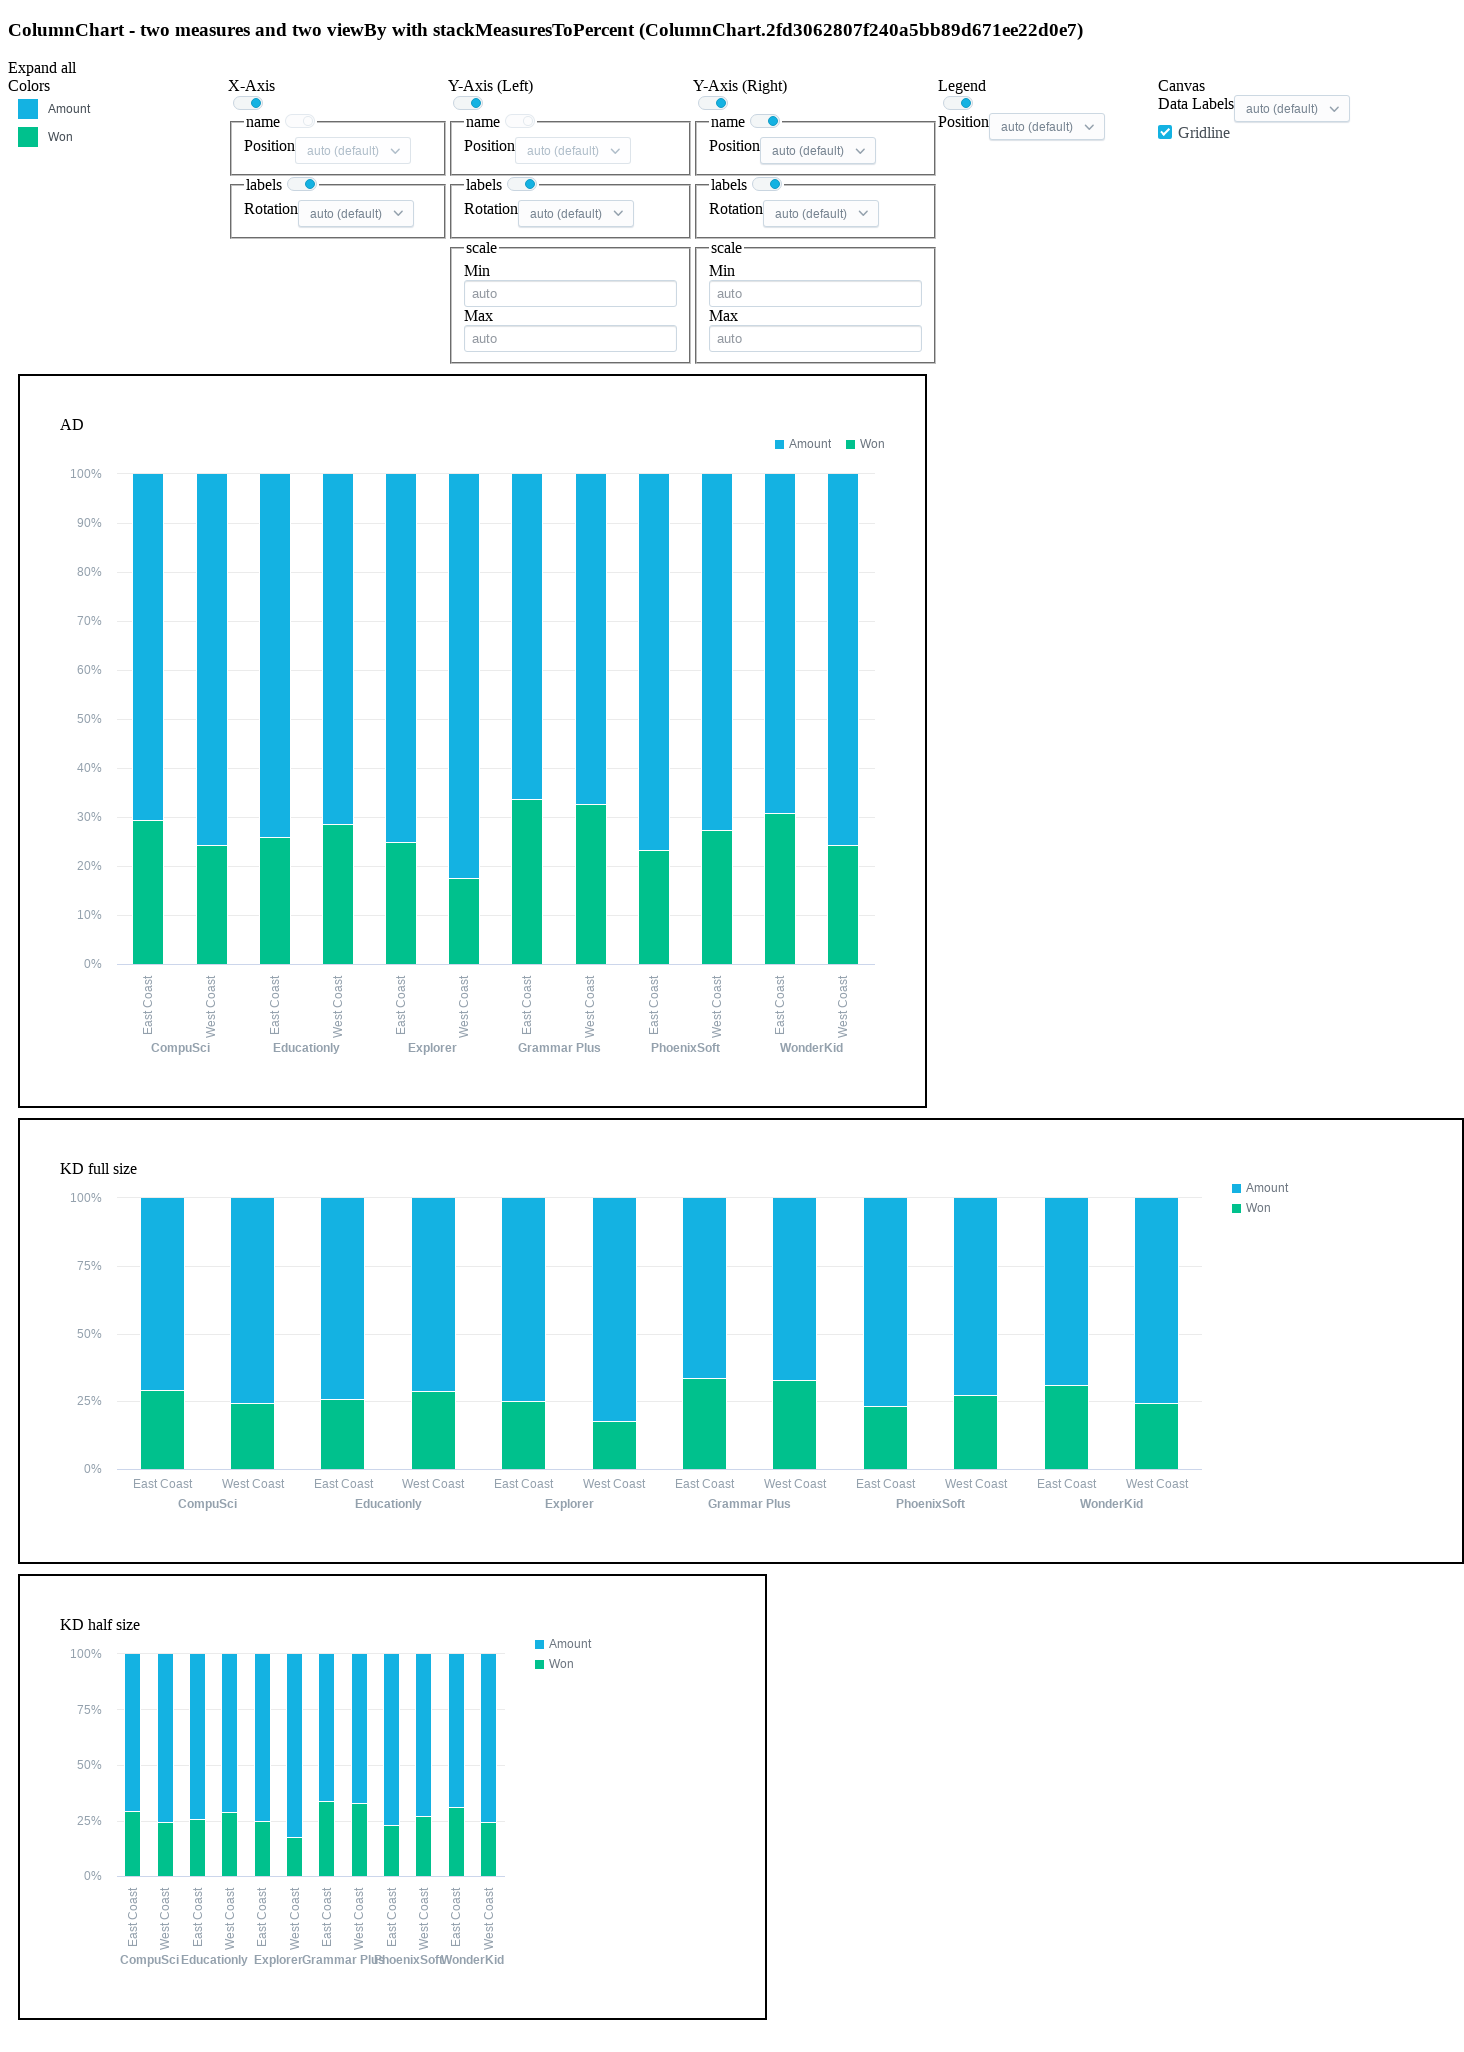 ColumnChart - two measures and two viewBy with stackMeasuresToPercent (ColumnChart.2fd3062807f240a5bb89d671ee22d0e7)
Expand all
Colors
Amount
Won
X-Axis
name
Position auto (default)
labels
Rotation auto (default)
Y-Axis (Left)
name
Position auto (default)
labels
Rotation auto (default)
scale
Min
auto
Max
auto
Y-Axis (Right)
name
Position auto (default)
labels
Rotation auto (default)
scale
Min
auto
Max
auto
Legend
Position auto (default)
Canvas
Data Labels auto (default)
Gridline
AD
Amount Won
100%
90%
80%
70%
60%
50%
40%
30%
20%
10%
0%
East Coast West Coast East Coast West Coast East Coast West Coast East Coast West Coast East Coast West Coast East Coast West Coast
CompuSci Educationly Explorer Grammar Plus PhoenixSoft WonderKid
KD full size
Amount
Won
100%
75%
50%
25%
0%
East Coast West Coast East Coast West Coast East Coast West Coast East Coast West Coast East Coast West Coast East Coast West Coast
CompuSci Educationly Explorer Grammar Plus PhoenixSoft WonderKid
KD half size
Amount
Won
100%
75%
50%
25%
0%
East Coast West Coast East Coast West Coast East Coast West Coast East Coast West Coast East Coast West Coast East Coast West Coast
CompuSci Educationly Explorer Grammar Plus PhoenixSoft WonderKid